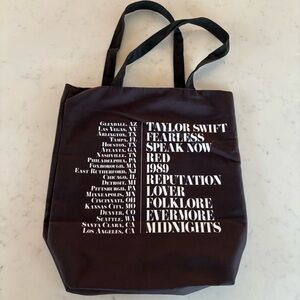 Glendale, AZ
Las Vegas, NV
Arlington, TX
Tampa, FL
Houston, TX
Atlanta, GA
Nashville, TN
Philadelphia, PA
Foxborough, MA
East Rutherford, NJ
Chicago, IL
Detroit, MI
Pittsburgh, PA
Minneapolis, MN
Cincinnati, OH
Kansas City, MO
Denver, CO
Seattle, WA
Santa Clara, CA
Los Angeles, CA
TAYLOR SWIFT
FEARLESS
SPEAK NOW
RED
1989
REPUTATION
LOVER
FOLKLORE
EVERMORE
MIDNIGHTS